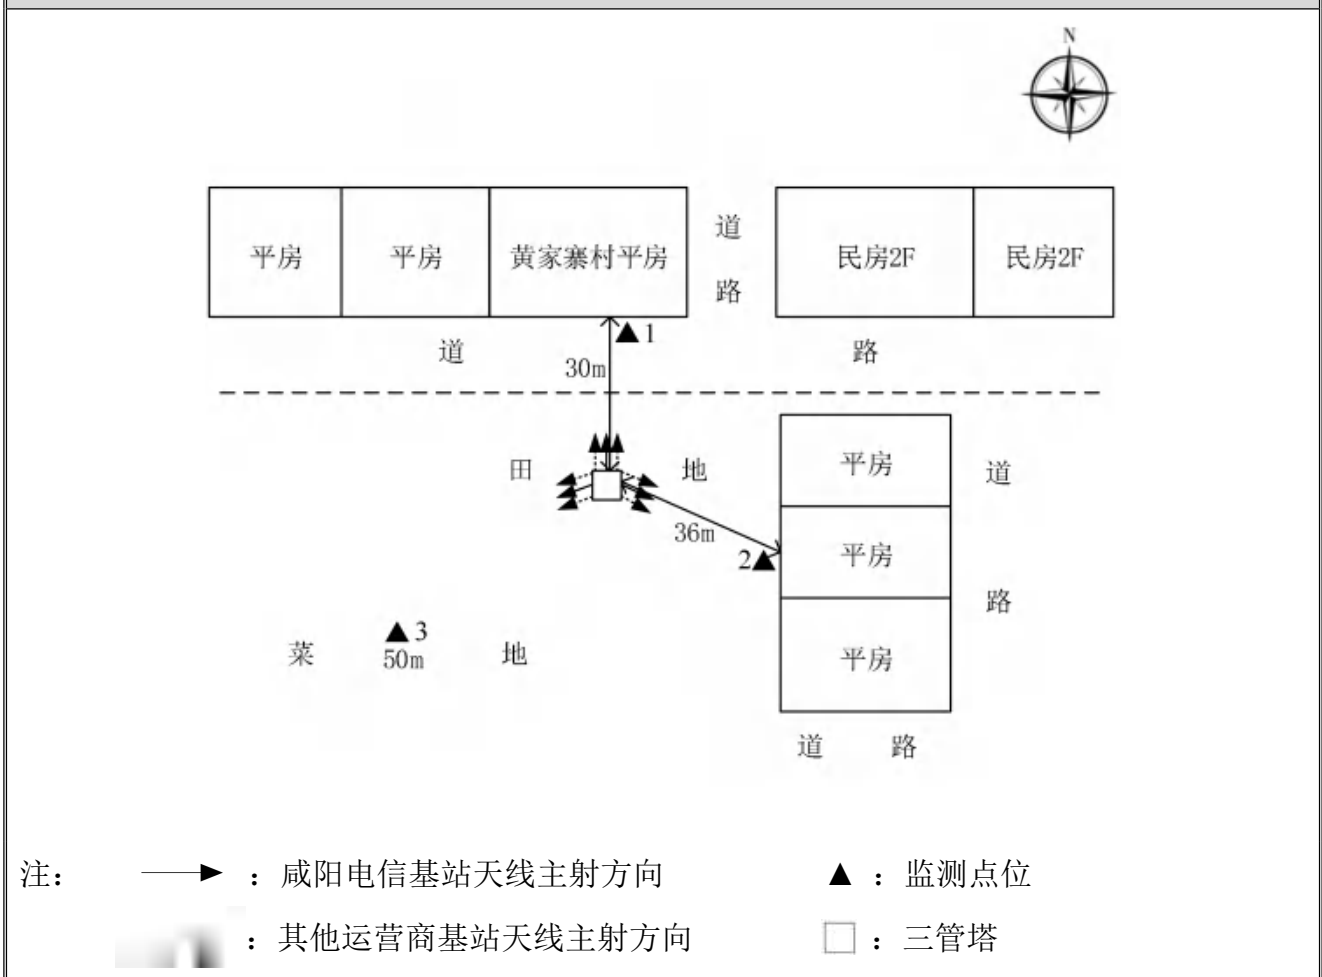 N
平房 平房 黄家寨村平房 道 民房2F 民房2F
路
▲1
道 路
30m
平房 道
田 地
36m
平房
2▲
路
▲3
菜 50m 地
平房
道 路
注： ：咸阳电信基站天线主射方向 ▲ ：监测点位
：其他运营商基站天线主射方向 □ ：三管塔